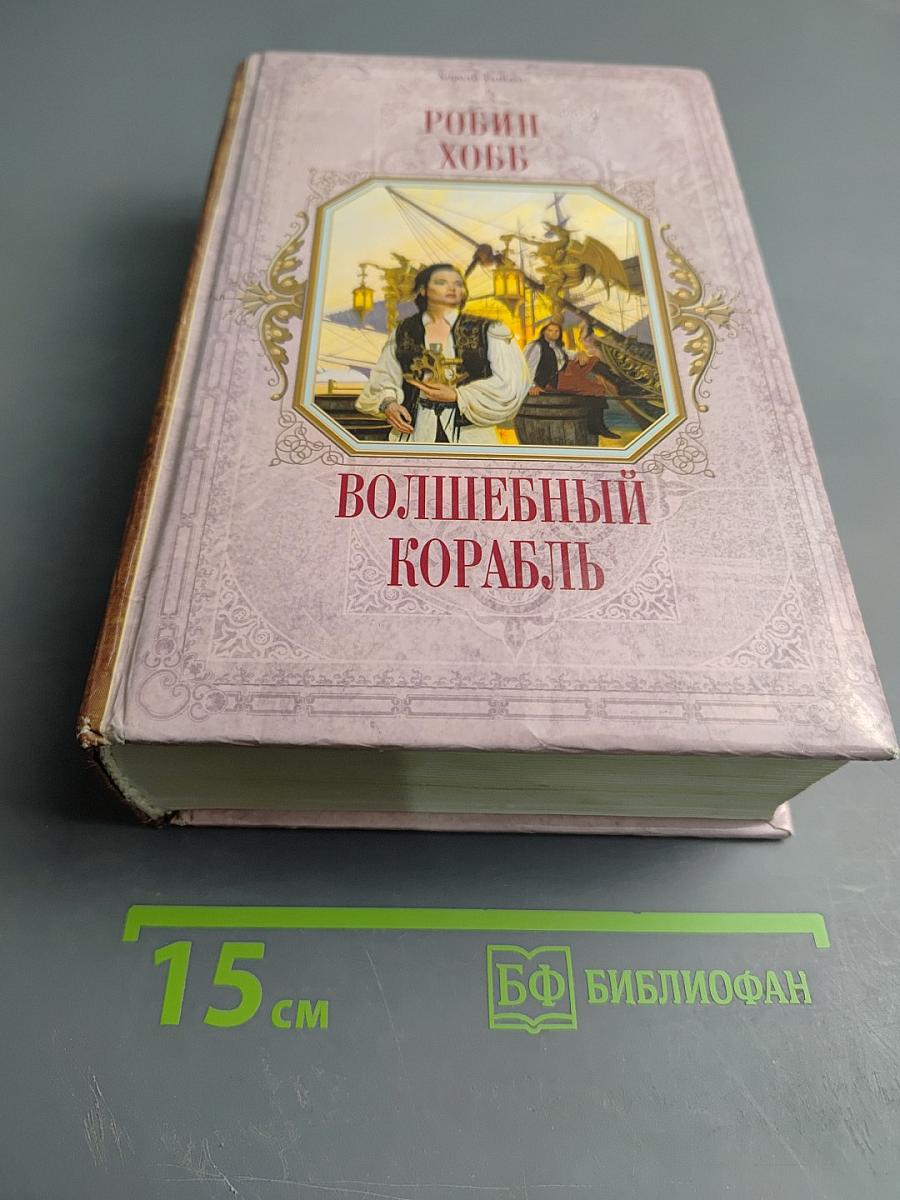 РОБИН
ХОББ
ВОЛШЕБНЫЙ
КОРАБЛЬ
15 см
БФ БИБЛИОФАН